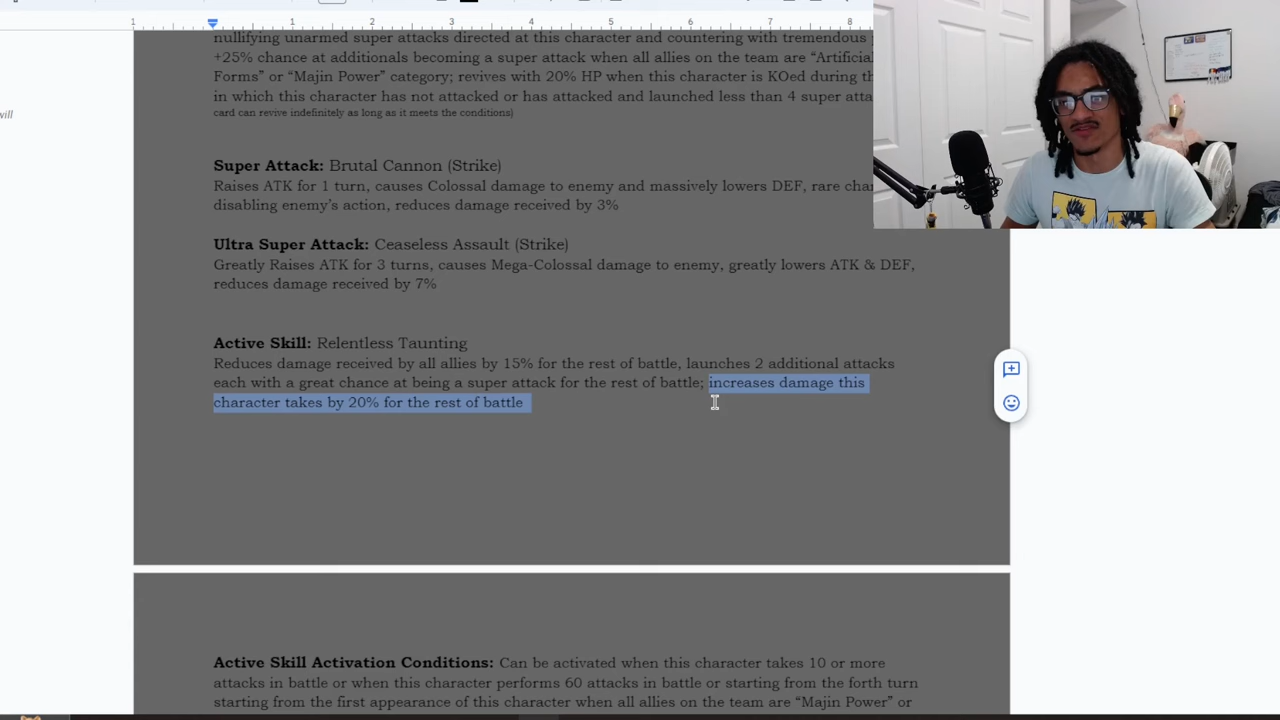 1 1 2 3 4 5 6 7 8
nullifying unarmed super attacks directed at this character and countering with tremendous
+25% chance at additionals becoming a super attack when all allies on the team are “Artificial
Forms” or “Majin Power” category; revives with 20% HP when this character is KOed during
in which this character has not attacked or has attacked and launched less than 4 super
will
card can revive indefinitely as long as it meets the conditions)
Super Attack: Brutal Cannon (Strike)
Raises ATK for 1 turn, causes Colossal damage to enemy and massively lowers DEF, rare
disabling enemy’s action, reduces damage received by 3%
Ultra Super Attack: Ceaseless Assault (Strike)
Greatly Raises ATK for 3 turns, causes Mega-Colossal damage to enemy, greatly lowers ATK & DEF,
reduces damage received by 7%
Active Skill: Relentless Taunting
Reduces damage received by all allies by 15% for the rest of battle, launches 2 additional attacks
each with a great chance at being a super attack for the rest of battle; increases damage this
character takes by 20% for the rest of battle
Active Skill Activation Conditions: Can be activated when this character takes 10 or more
attacks in battle or when this character performs 60 attacks in battle or starting from the forth turn
starting from the first appearance of this character when all allies on the team are “Majin Power” or